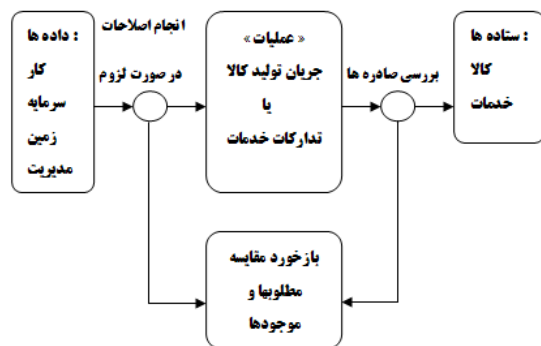 داده ها :
کار
سرمایه
زمین
مدیریت
انجام اصلاحات
در صورت لزوم
« عملیات »
جریان تولید کالا
یا
تدارکات خدمات
بررسی صادره ها
ستاده ها :
کالا
خدمات
بازخورد مقایسه
مطلوبها و
موجودها